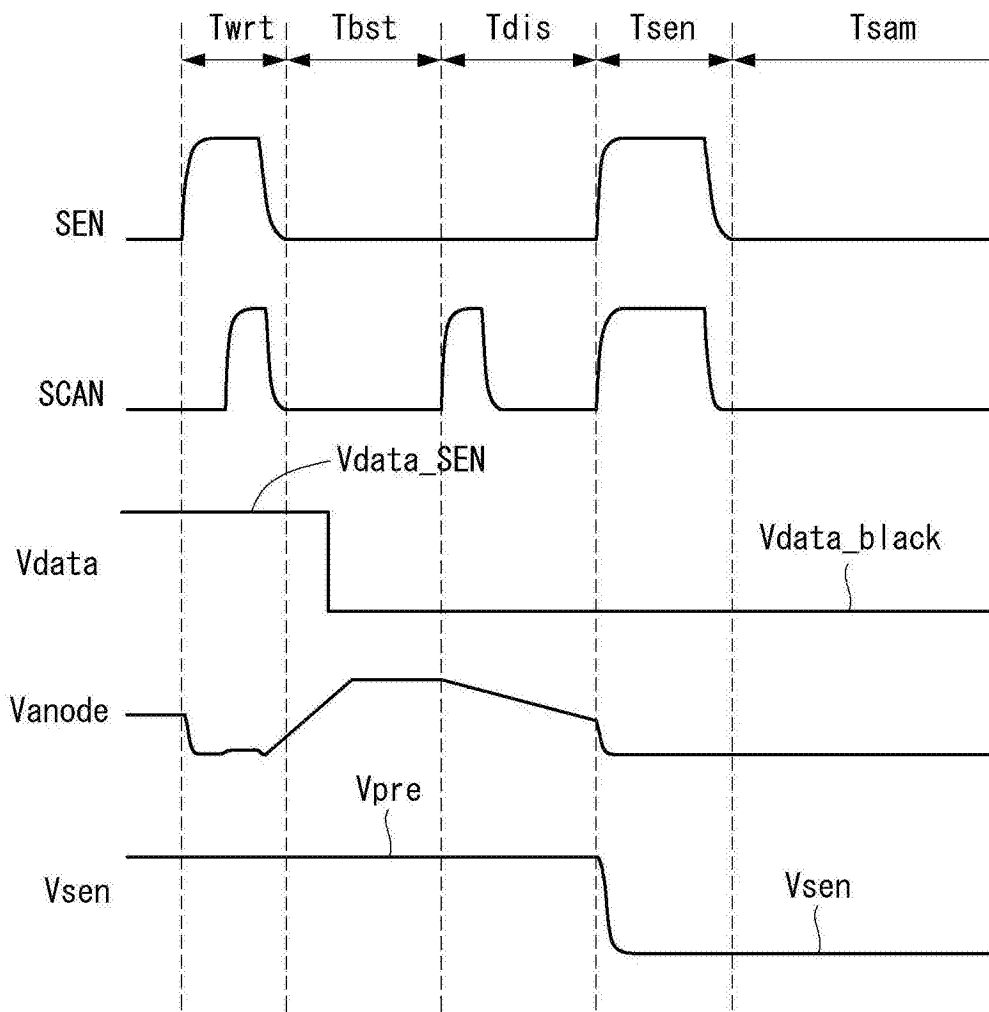 Twrt Tbst Tdis Tsen Tsam
SEN
SCAN
Vdata_SEN
Vdata_black
Vdata
Vanode
Vpre
Vsen
Vsen